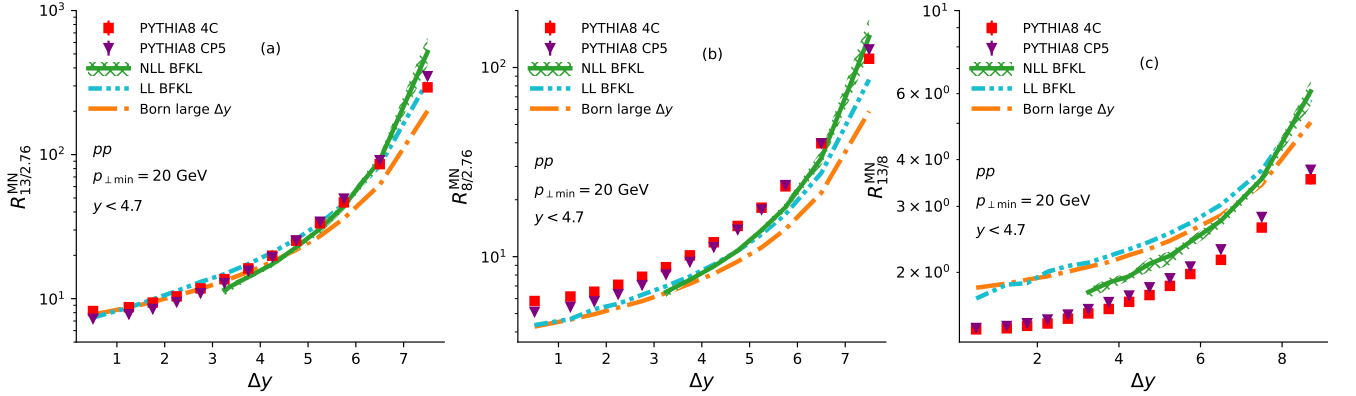 10³
10²
10¹
R^MN_13/2.76
PYTHIA8 4C
PYTHIA8 CP5
NLL BFKL
LL BFKL
Born large Δy
(a)
pp
p⊥min = 20 GeV
y < 4.7
1 2 3 4 5 6 7
Δy
10²
10¹
R^MN_8/2.76
PYTHIA8 4C
PYTHIA8 CP5
NLL BFKL
LL BFKL
Born large Δy
(b)
pp
p⊥min = 20 GeV
y < 4.7
1 2 3 4 5 6 7
Δy
10¹
6 × 10⁰
4 × 10⁰
3 × 10⁰
2 × 10⁰
R^MN_13/8
PYTHIA8 4C
PYTHIA8 CP5
NLL BFKL
LL BFKL
Born large Δy
(c)
pp
p⊥min = 20 GeV
y < 4.7
2 4 6 8
Δy